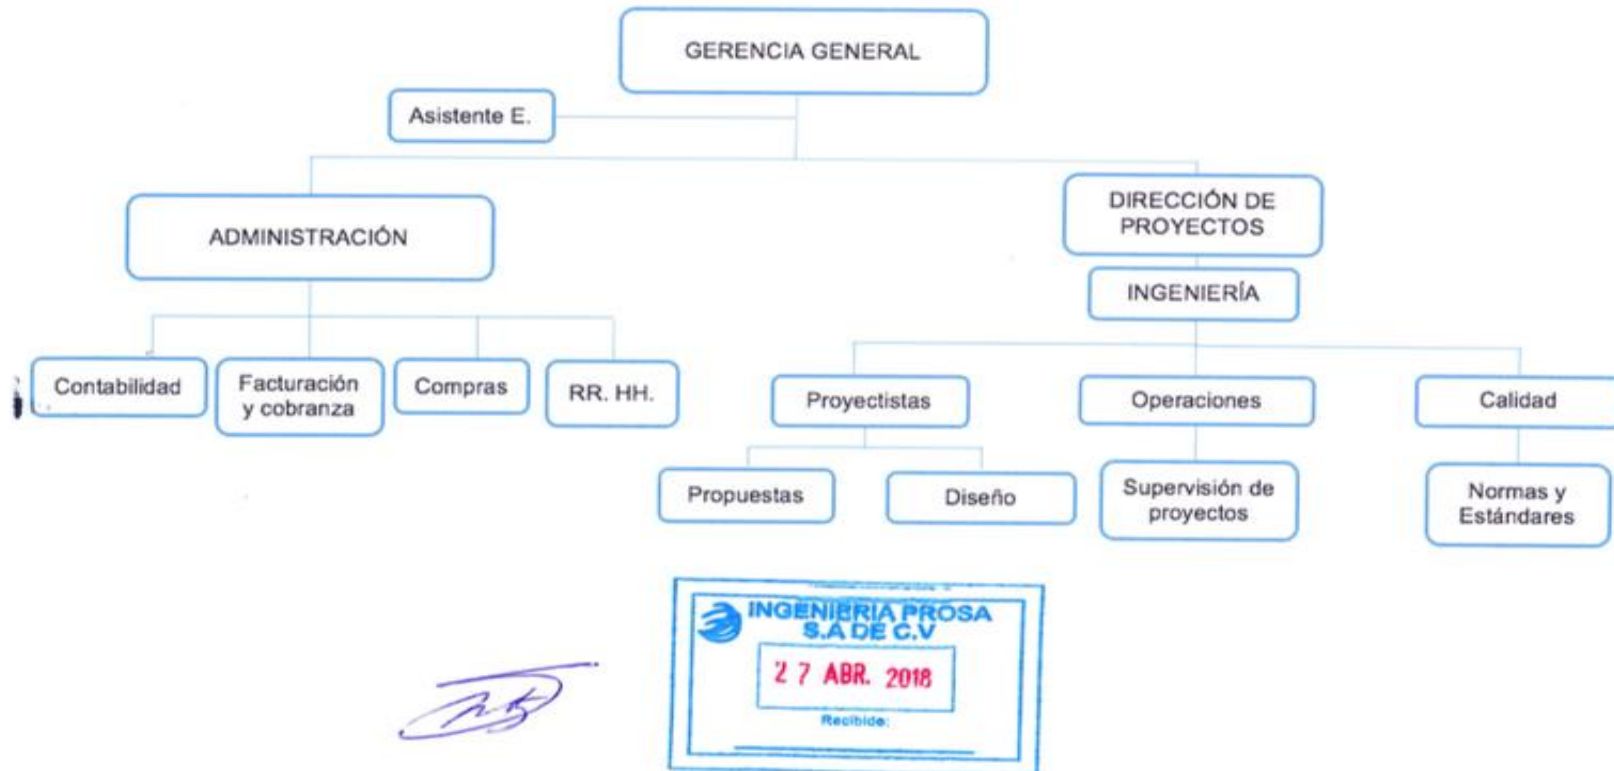 GERENCIA GENERAL
Asistente E.
ADMINISTRACIÓN
DIRECCIÓN DE
PROYECTOS
INGENIERÍA
Contabilidad
Facturación
y cobranza
Compras
RR. HH.
Proyectistas
Operaciones
Calidad
Propuestas
Diseño
Supervisión de
proyectos
Normas y
Estándares
INGENIERIA PROSA
S.A DE C.V
27 ABR. 2018
Recibido: